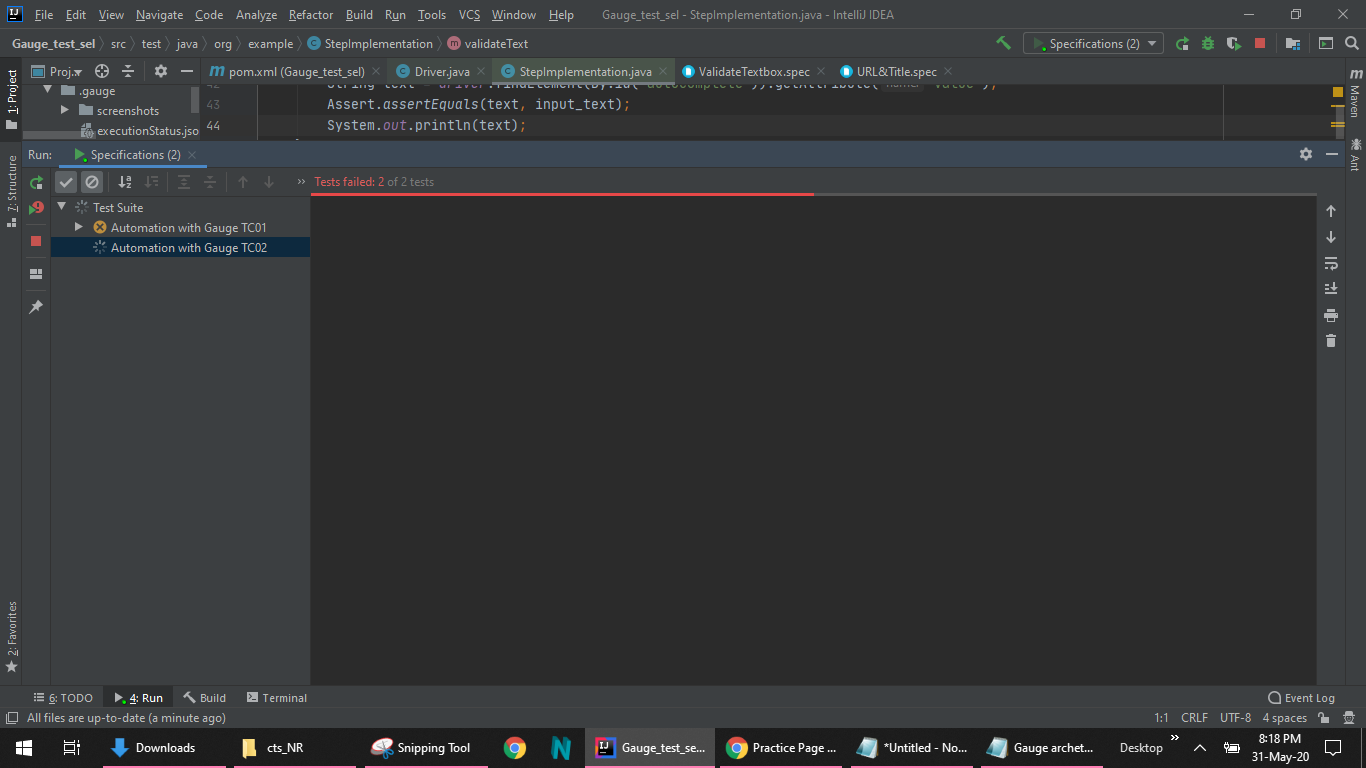 File Edit View Navigate Code Analyze Refactor Build Run Tools VCS Window Help Gauge_test_sel - StepImplementation.java - IntelliJ IDEA
Gauge_test_sel src test java org example StepImplementation validateText Specifications (2)
1: Project
Proj..
pom.xml (Gauge_test_sel) Driver.java StepImplementation.java ValidateTextbox.spec URL&Title.spec
Maven
Ant
.gauge
screenshots
executionStatus.jso
42 String text = driver.findElement(By.id("autocomplete")).getAttribute( "value");
43 Assert.assertEquals(text, input_text);
44 System.out.println(text);
Run: Specifications (2)
7: Structure
Tests failed: 2 of 2 tests
Test Suite
Automation with Gauge TC01
Automation with Gauge TC02
2: Favorites
6: TODO 4: Run Build Terminal Event Log
All files are up-to-date (a minute ago) 1:1 CRLF UTF-8 4 spaces
Downloads cts_NR Snipping Tool Gauge_test_se... Practice Page ... *Untitled - No... Gauge archet... Desktop
8:18 PM
31-May-20